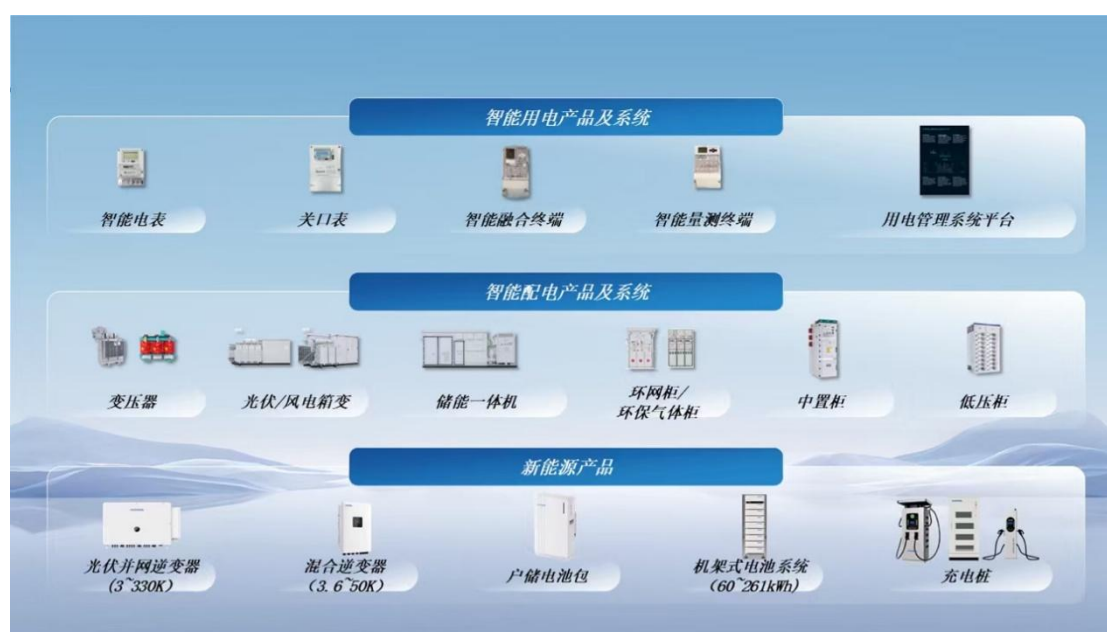 智能用电产品及系统
智能电表
关口表
智能融合终端
智能量测终端
用电管理系统平台
智能配电产品及系统
变压器
光伏/风电箱变
储能一体机
环网柜/
环保气体柜
中置柜
低压柜
新能源产品
光伏并网逆变器
(3~330K)
混合逆变器
(3.6~50K)
户储电池包
机架式电池系统
(60~261kWh)
充电桩